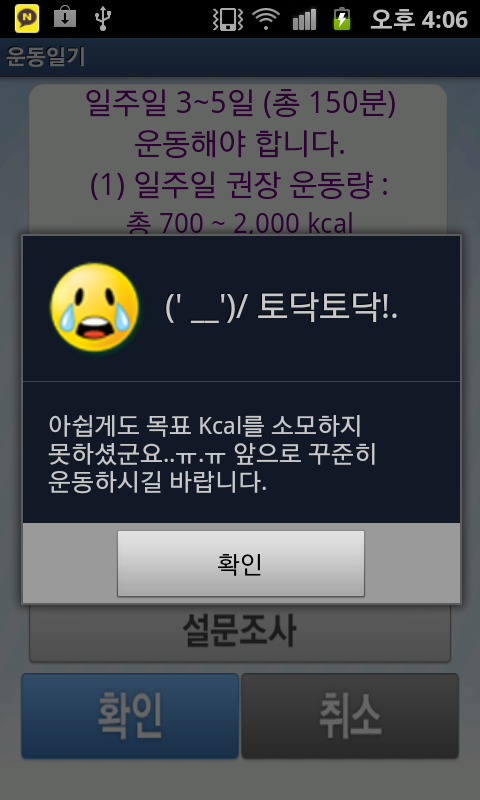 오후 4:06
운동일기
일주일 3~5일 (총 150분)
운동해야 합니다.
(1) 일주일 권장 운동량 :
총 700 ~ 2,000 kcal
(' __')/ 토닥토닥!.
아쉽게도 목표 Kcal를 소모하지
못하셨군요..ㅠ.ㅠ 앞으로 꾸준히
운동하시길 바랍니다.
확인
설문조사
확인
취소